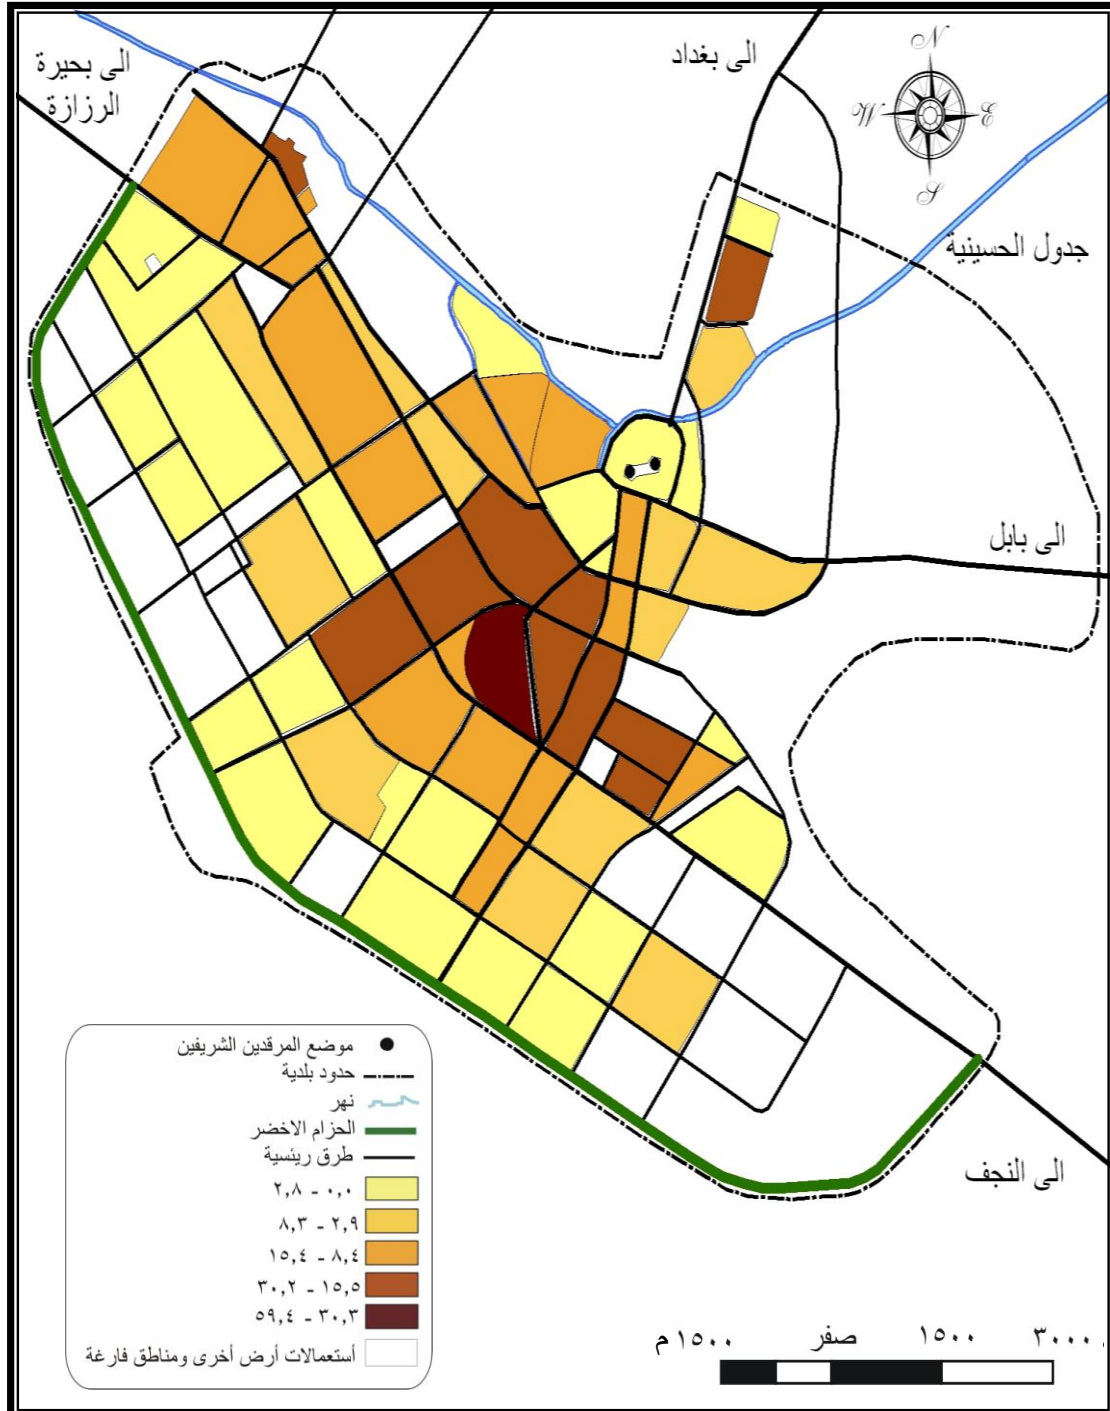 الى بحيرة
الرزازة
الى بغداد
N
W
E
S
جدول الحسينية
الى بابل
الى النجف
موضع المرقدين الشريفين
حدود بلدية
نهر
الحزام الاخضر
طرق ريئسية
٠,٠ - ٢,٨
٢,٩ - ٨,٣
٨,٤ - ١٥,٤
١٥,٥ - ٣٠,٢
٣٠,٣ - ٥٩,٤
أستعمالات أرض أخرى ومناطق فارغة
١٥٠٠ م صفر ١٥٠٠ ٣٠٠٠